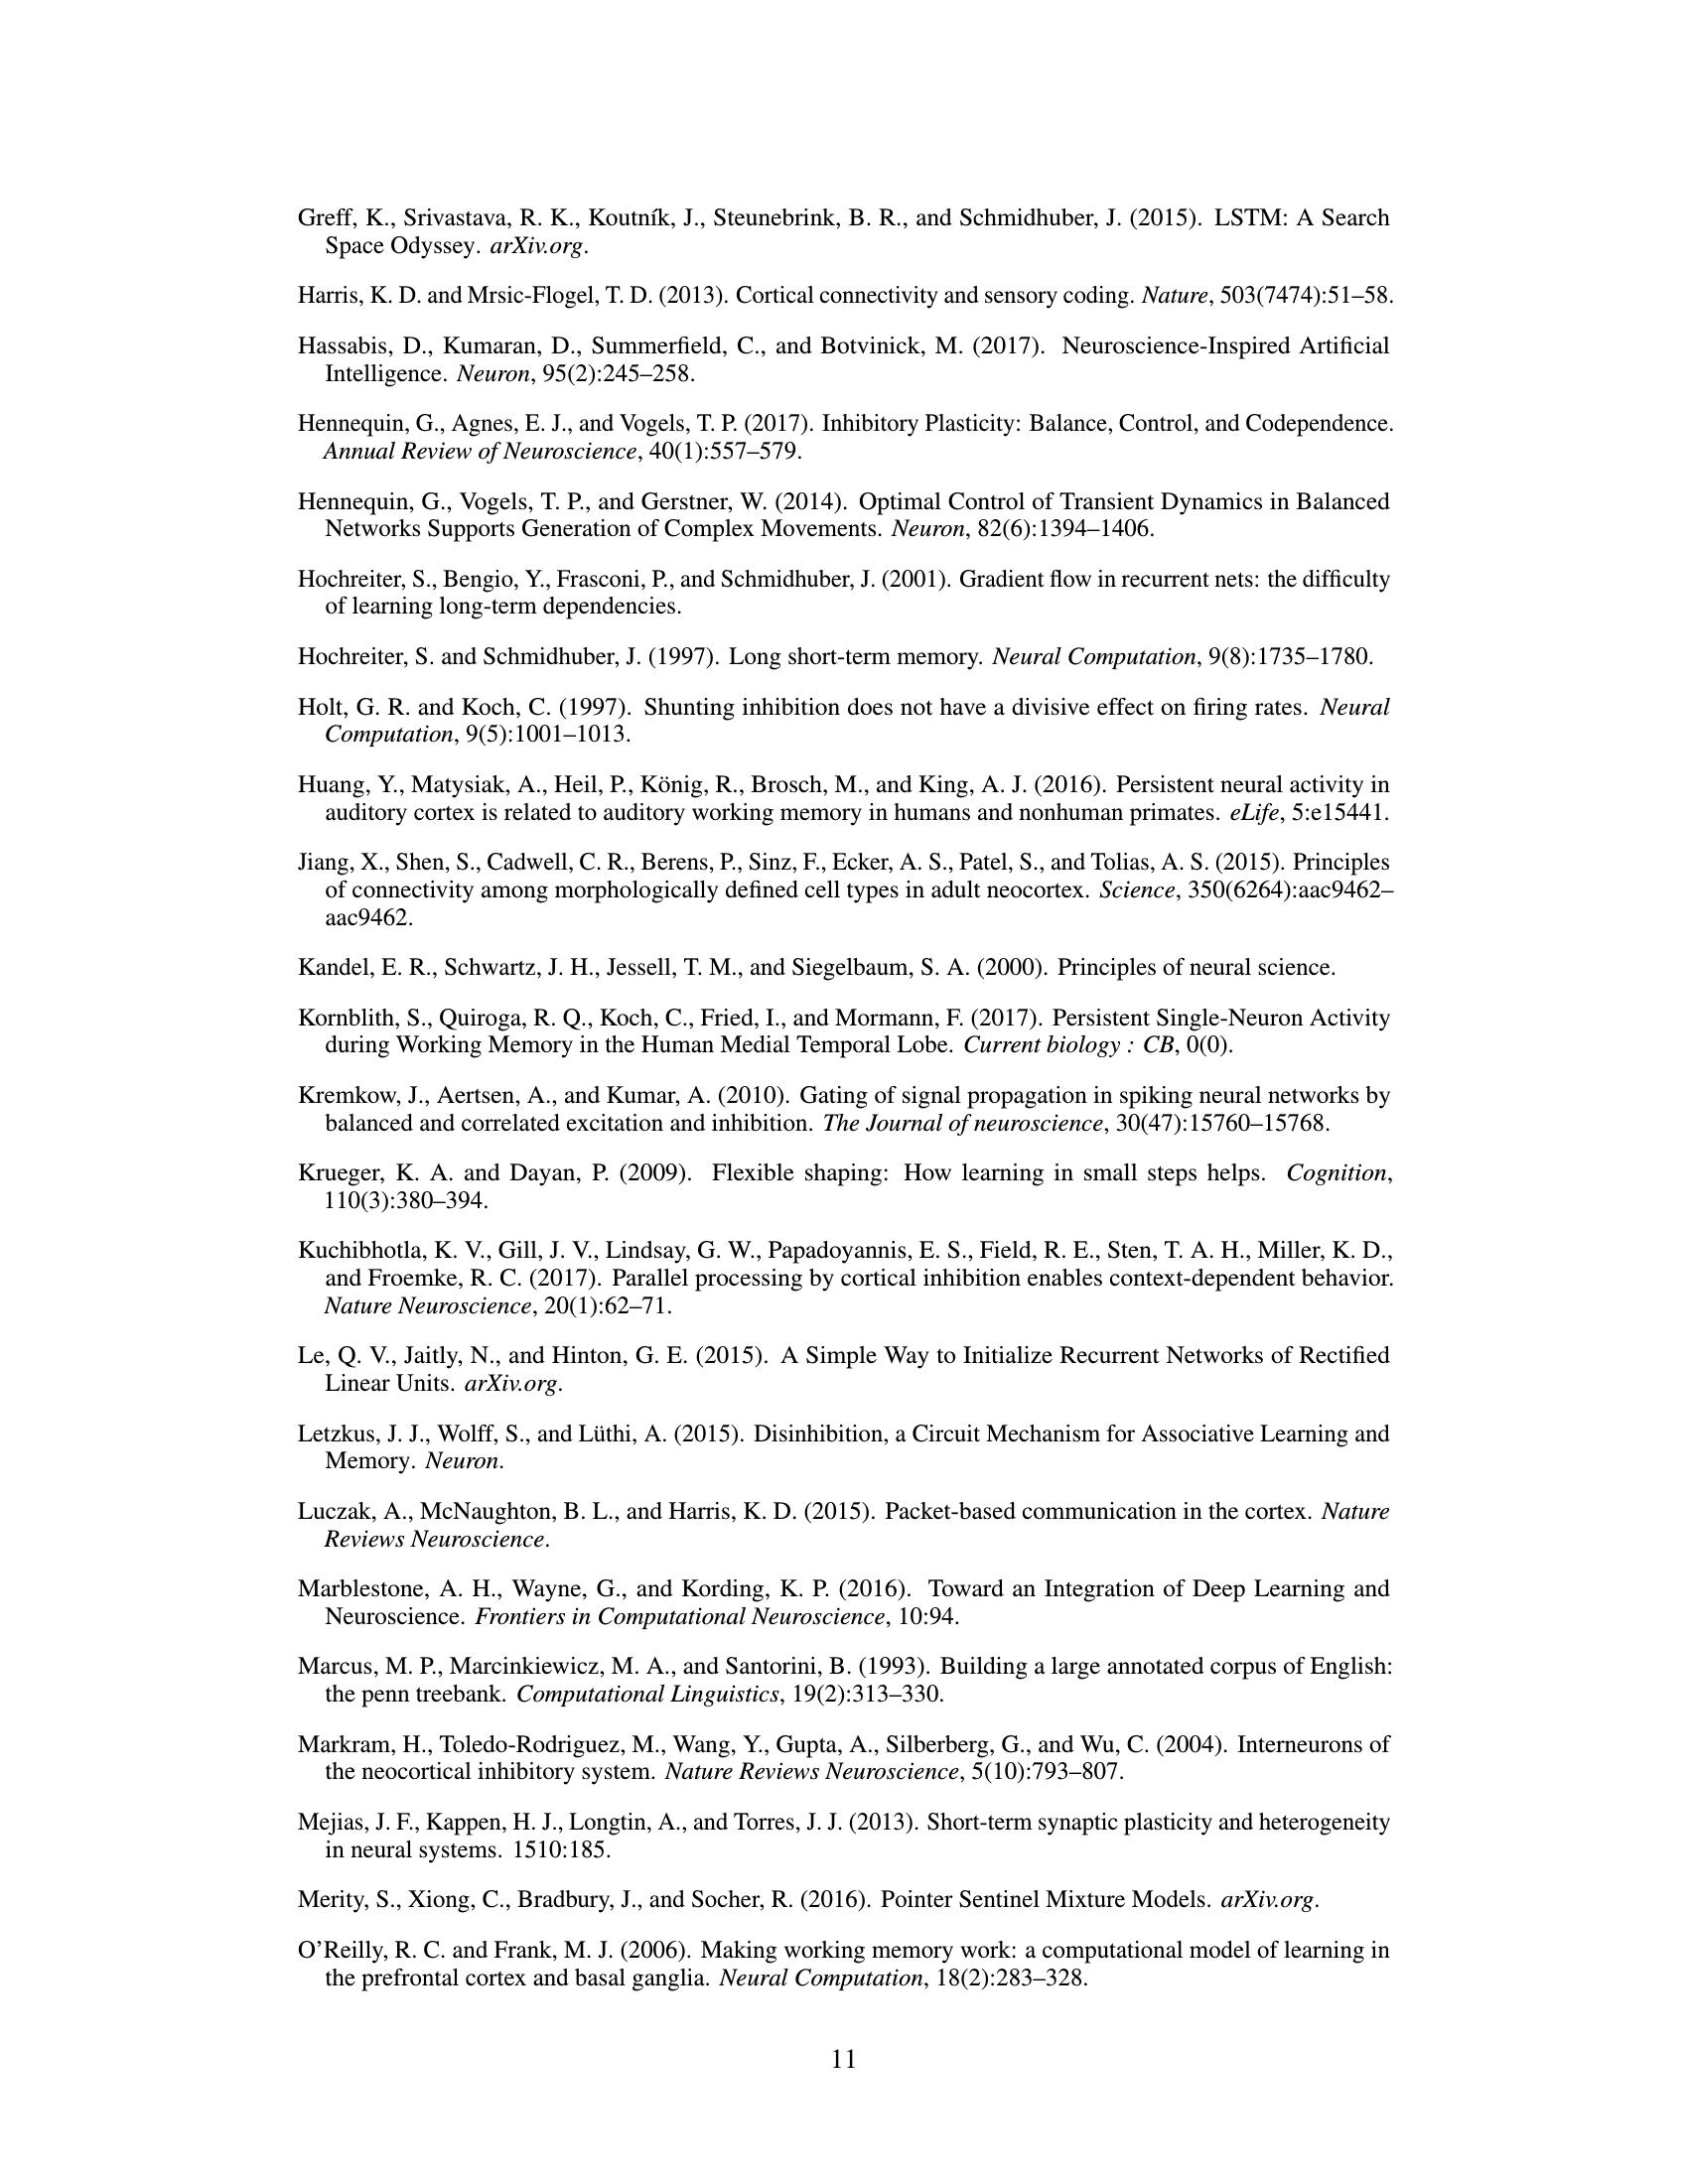 Greff, K., Srivastava, R. K., Koutník, J., Steunebrink, B. R., and Schmidhuber, J. (2015). LSTM: A Search
Space Odyssey. arXiv.org.
Harris, K. D. and Mrsic-Flogel, T. D. (2013). Cortical connectivity and sensory coding. Nature, 503(7474):51–58.
Hassabis, D., Kumaran, D., Summerfield, C., and Botvinick, M. (2017). Neuroscience-Inspired Artificial
Intelligence. Neuron, 95(2):245–258.
Hennequin, G., Agnes, E. J., and Vogels, T. P. (2017). Inhibitory Plasticity: Balance, Control, and Codependence.
Annual Review of Neuroscience, 40(1):557–579.
Hennequin, G., Vogels, T. P., and Gerstner, W. (2014). Optimal Control of Transient Dynamics in Balanced
Networks Supports Generation of Complex Movements. Neuron, 82(6):1394–1406.
Hochreiter, S., Bengio, Y., Frasconi, P., and Schmidhuber, J. (2001). Gradient flow in recurrent nets: the difficulty
of learning long-term dependencies.
Hochreiter, S. and Schmidhuber, J. (1997). Long short-term memory. Neural Computation, 9(8):1735–1780.
Holt, G. R. and Koch, C. (1997). Shunting inhibition does not have a divisive effect on firing rates. Neural
Computation, 9(5):1001–1013.
Huang, Y., Matysiak, A., Heil, P., König, R., Brosch, M., and King, A. J. (2016). Persistent neural activity in
auditory cortex is related to auditory working memory in humans and nonhuman primates. eLife, 5:e15441.
Jiang, X., Shen, S., Cadwell, C. R., Berens, P., Sinz, F., Ecker, A. S., Patel, S., and Tolias, A. S. (2015). Principles
of connectivity among morphologically defined cell types in adult neocortex. Science, 350(6264):aac9462–
aac9462.
Kandel, E. R., Schwartz, J. H., Jessell, T. M., and Siegelbaum, S. A. (2000). Principles of neural science.
Kornblith, S., Quiroga, R. Q., Koch, C., Fried, I., and Mormann, F. (2017). Persistent Single-Neuron Activity
during Working Memory in the Human Medial Temporal Lobe. Current biology : CB, 0(0).
Kremkow, J., Aertsen, A., and Kumar, A. (2010). Gating of signal propagation in spiking neural networks by
balanced and correlated excitation and inhibition. The Journal of neuroscience, 30(47):15760–15768.
Krueger, K. A. and Dayan, P. (2009). Flexible shaping: How learning in small steps helps. Cognition,
110(3):380–394.
Kuchibhotla, K. V., Gill, J. V., Lindsay, G. W., Papadoyannis, E. S., Field, R. E., Sten, T. A. H., Miller, K. D.,
and Froemke, R. C. (2017). Parallel processing by cortical inhibition enables context-dependent behavior.
Nature Neuroscience, 20(1):62–71.
Le, Q. V., Jaitly, N., and Hinton, G. E. (2015). A Simple Way to Initialize Recurrent Networks of Rectified
Linear Units. arXiv.org.
Letzkus, J. J., Wolff, S., and Lüthi, A. (2015). Disinhibition, a Circuit Mechanism for Associative Learning and
Memory. Neuron.
Luczak, A., McNaughton, B. L., and Harris, K. D. (2015). Packet-based communication in the cortex. Nature
Reviews Neuroscience.
Marblestone, A. H., Wayne, G., and Kording, K. P. (2016). Toward an Integration of Deep Learning and
Neuroscience. Frontiers in Computational Neuroscience, 10:94.
Marcus, M. P., Marcinkiewicz, M. A., and Santorini, B. (1993). Building a large annotated corpus of English:
the penn treebank. Computational Linguistics, 19(2):313–330.
Markram, H., Toledo-Rodriguez, M., Wang, Y., Gupta, A., Silberberg, G., and Wu, C. (2004). Interneurons of
the neocortical inhibitory system. Nature Reviews Neuroscience, 5(10):793–807.
Mejias, J. F., Kappen, H. J., Longtin, A., and Torres, J. J. (2013). Short-term synaptic plasticity and heterogeneity
in neural systems. 1510:185.
Merity, S., Xiong, C., Bradbury, J., and Socher, R. (2016). Pointer Sentinel Mixture Models. arXiv.org.
O’Reilly, R. C. and Frank, M. J. (2006). Making working memory work: a computational model of learning in
the prefrontal cortex and basal ganglia. Neural Computation, 18(2):283–328.
11